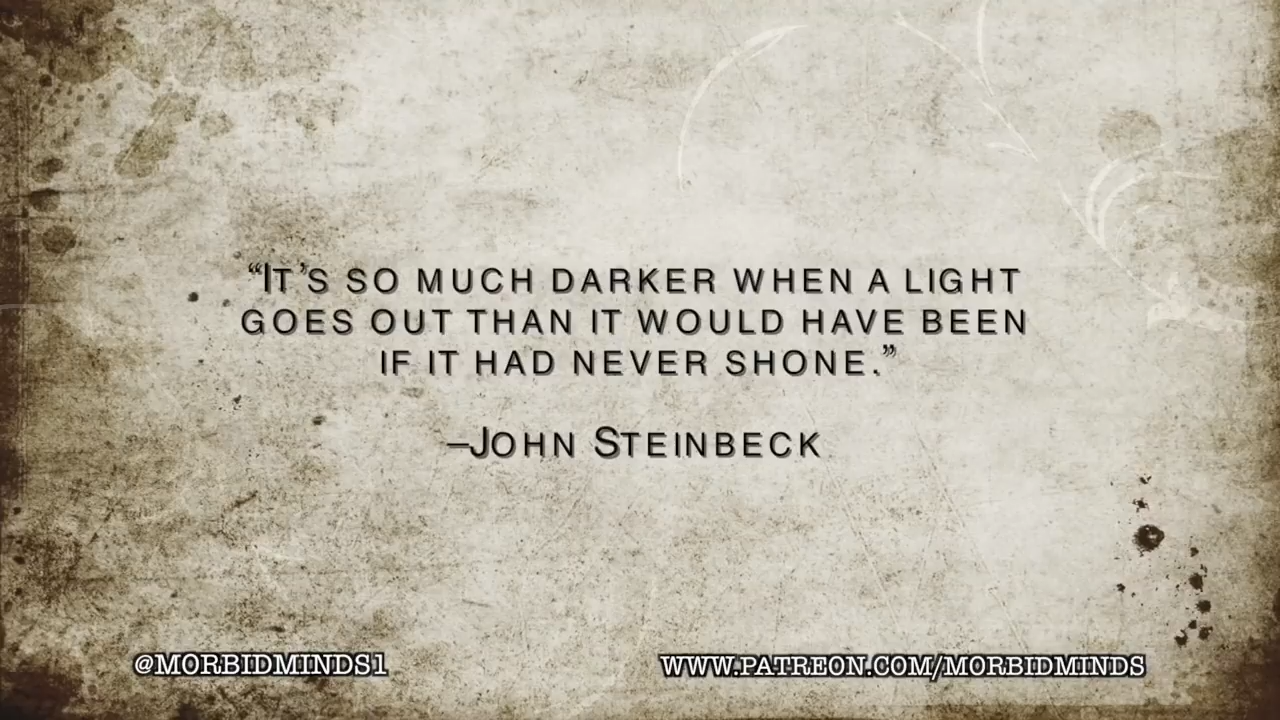 “It’s so much darker when a light
goes out than it would have been
if it had never shone.”
–John Steinbeck
@MORBIDMINDS1
WWW.PATREON.COM/MORBIDMINDS